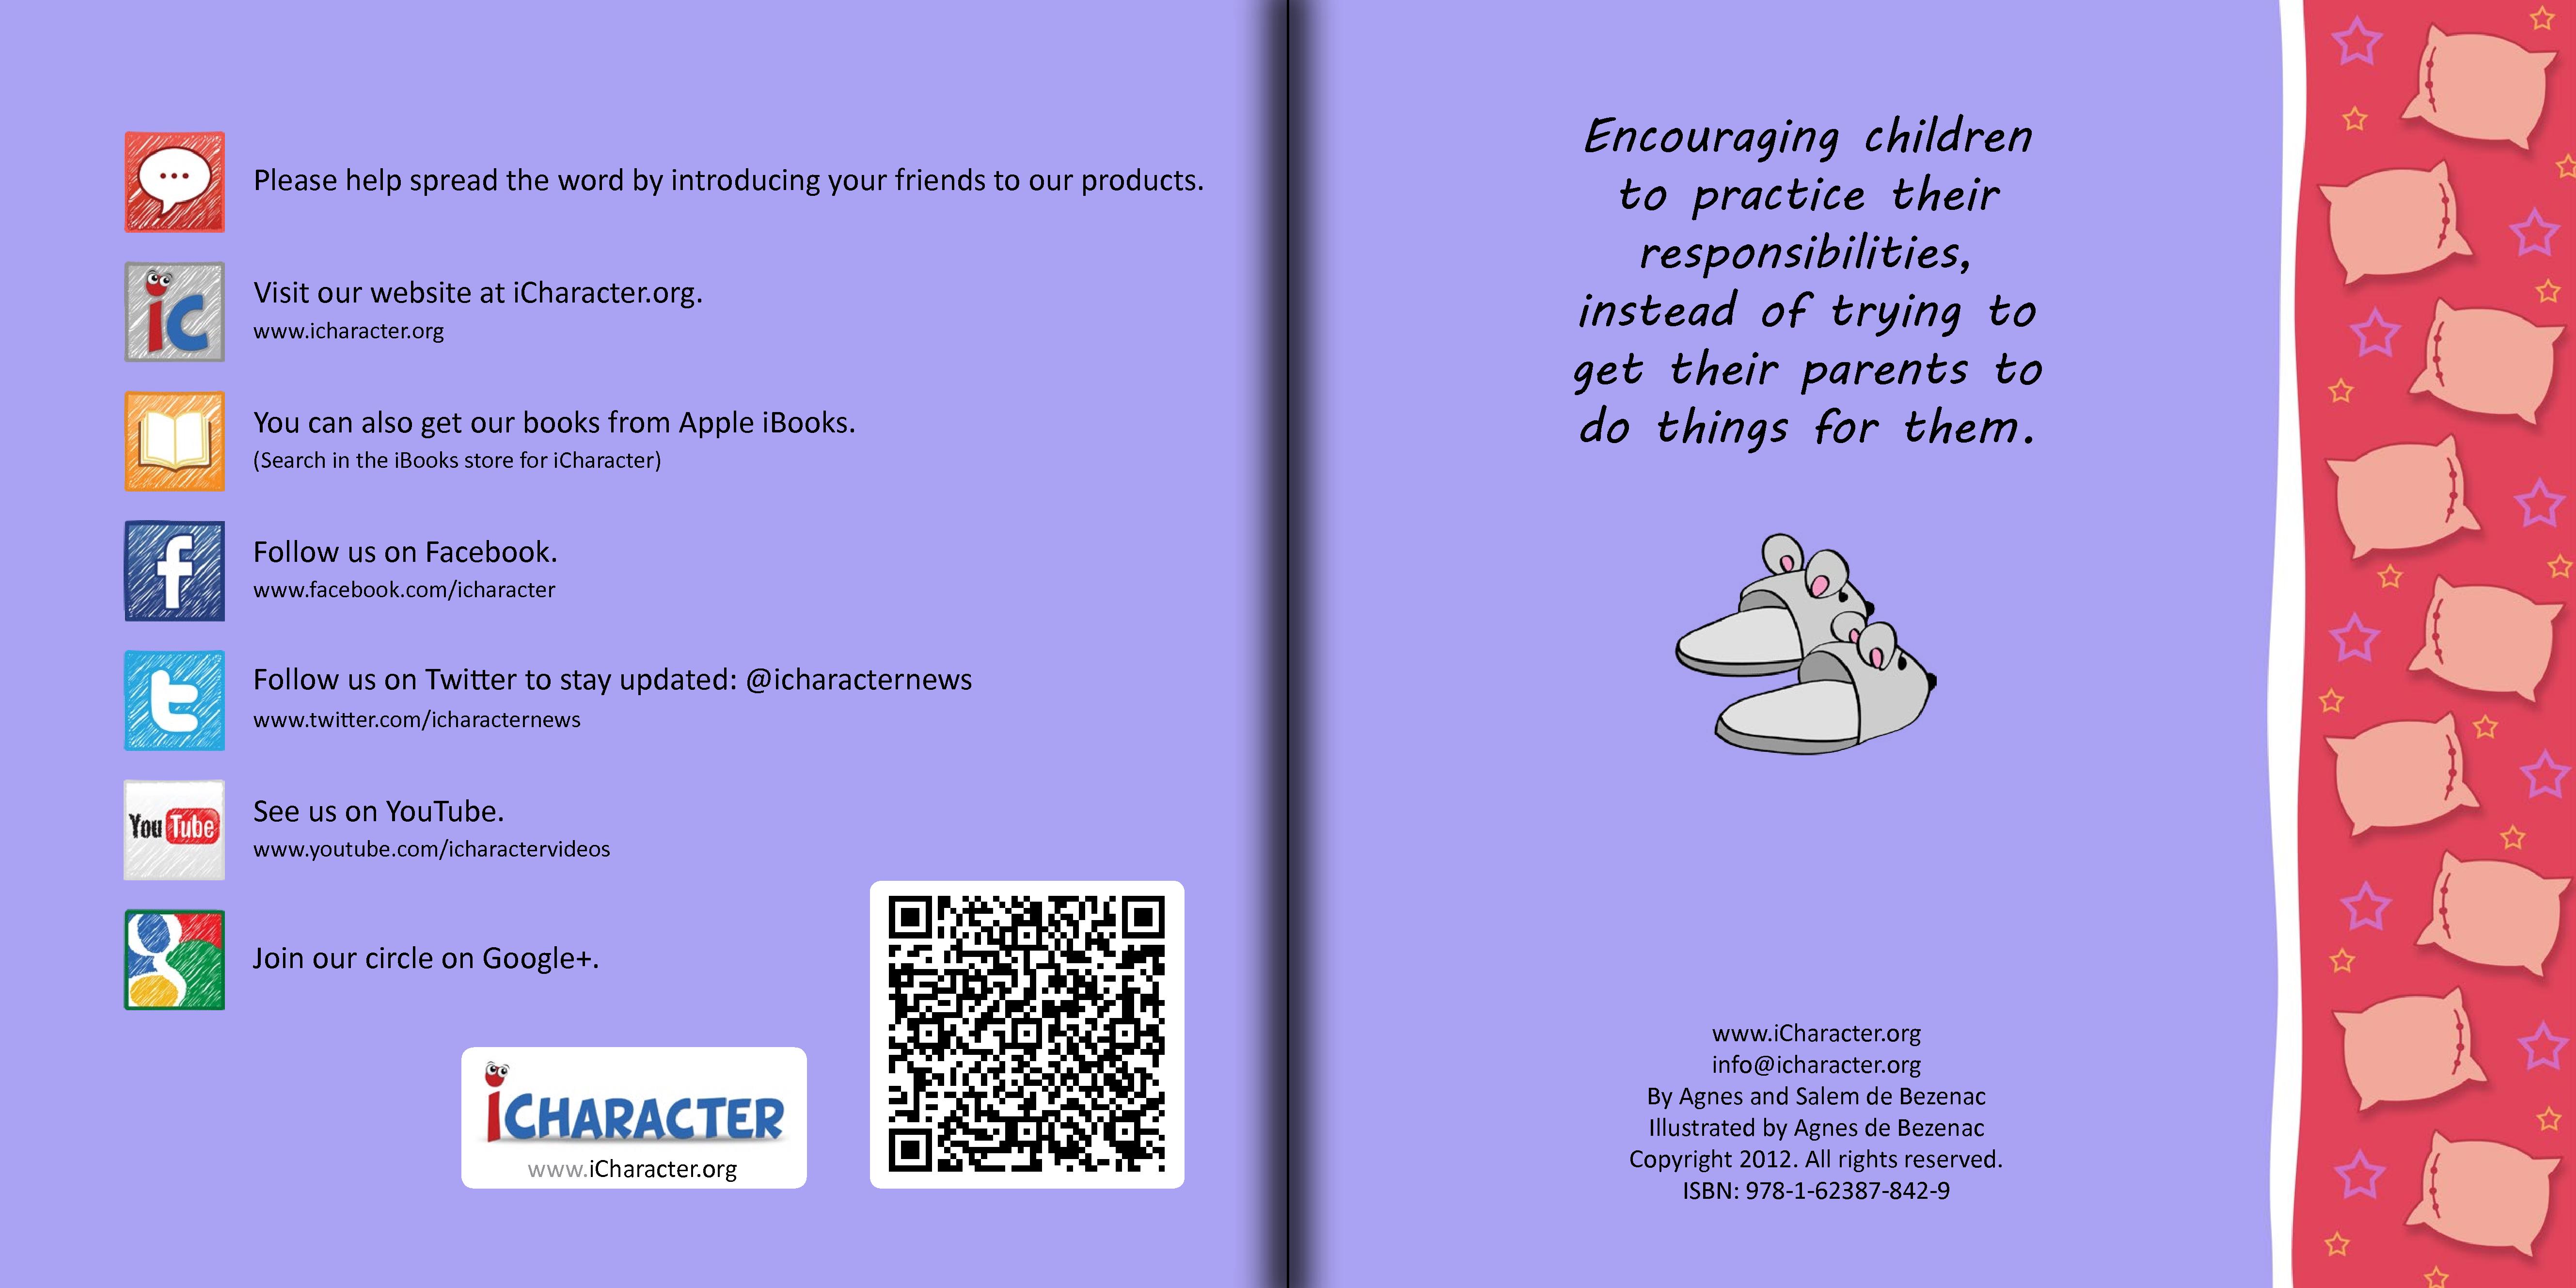 Please help spread the word by introducing your friends to our products.
Visit our website at iCharacter.org.
www.icharacter.org
You can also get our books from Apple iBooks.
(Search in the iBooks store for iCharacter)
Follow us on Facebook.
www.facebook.com/icharacter
Follow us on Twitter to stay updated: @icharacternews
www.twitter.com/icharacternews
You Tube
See us on YouTube.
www.youtube.com/icharactervideos
Join our circle on Google+.
iCHARACTER
www.iCharacter.org
Encouraging children
to practice their
responsibilities,
instead of trying to
get their parents to
do things for them.
www.iCharacter.org
info@icharacter.org
By Agnes and Salem de Bezenac
Illustrated by Agnes de Bezenac
Copyright 2012. All rights reserved.
ISBN: 978-1-62387-842-9